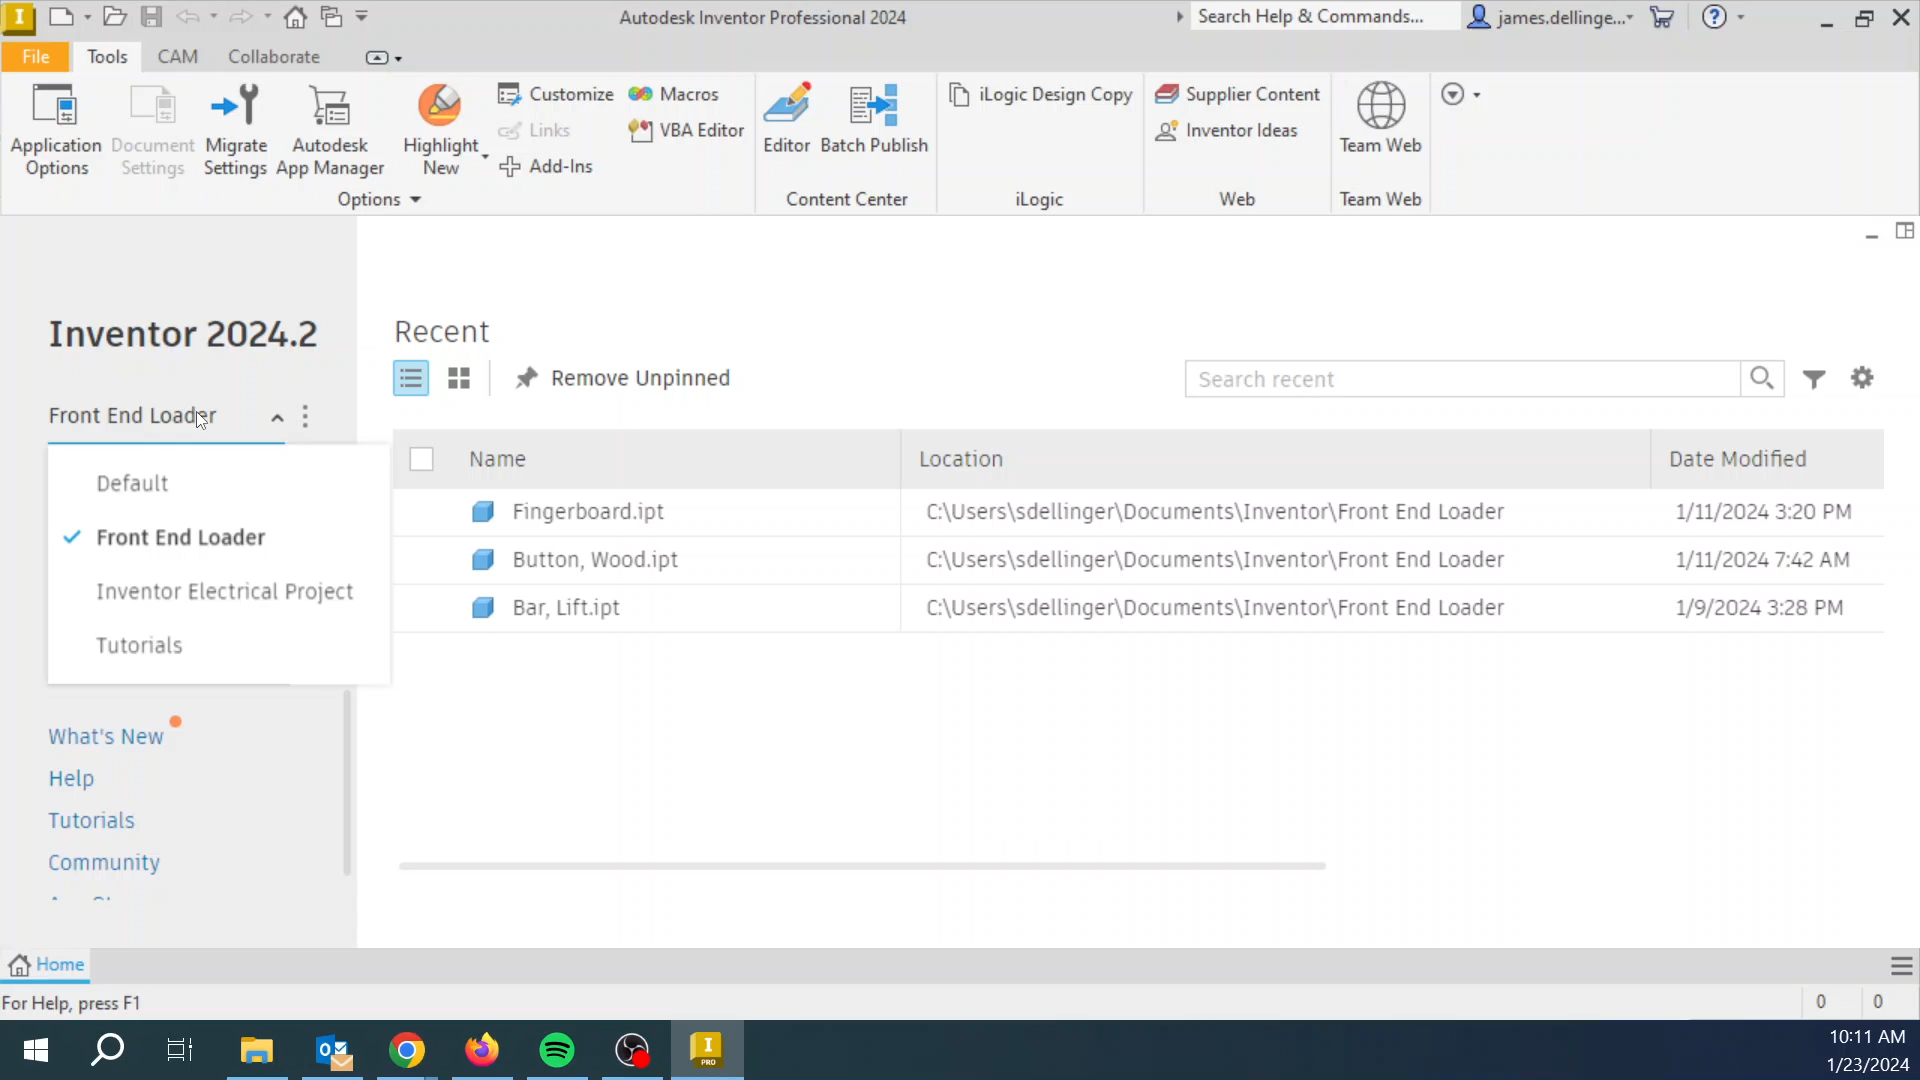 I
Autodesk Inventor Professional 2024
Search Help & Commands...
james.dellinge...
?
File
Tools
CAM
Collaborate
Application Options
Document Settings
Migrate Settings
Autodesk App Manager
Highlight New
Customize
Links
Add-Ins
Macros
VBA Editor
Options
Editor
Batch Publish
Content Center
iLogic Design Copy
iLogic
Supplier Content
Inventor Ideas
Web
Team Web
Team Web
Inventor 2024.2
Front End Loader
Default
Front End Loader
Inventor Electrical Project
Tutorials
What's New
Help
Tutorials
Community
Recent
Remove Unpinned
Search recent
Name Location Date Modified
Fingerboard.ipt C:\Users\sdellinger\Documents\Inventor\Front End Loader 1/11/2024 3:20 PM
Button, Wood.ipt C:\Users\sdellinger\Documents\Inventor\Front End Loader 1/11/2024 7:42 AM
Bar, Lift.ipt C:\Users\sdellinger\Documents\Inventor\Front End Loader 1/9/2024 3:28 PM
Home
For Help, press F1
0 0
I PRO
10:11 AM
1/23/2024